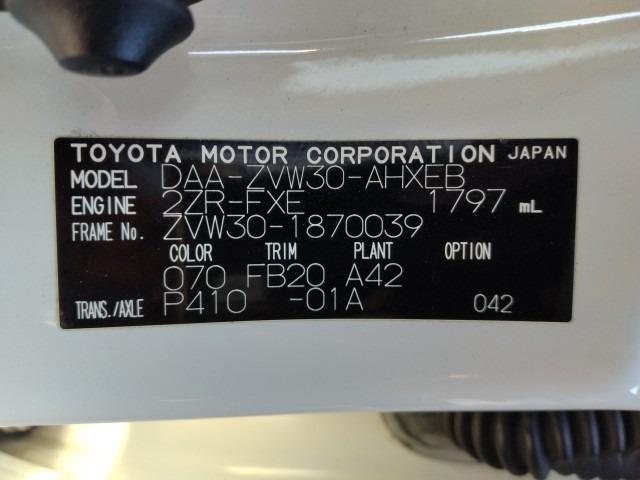 TOYOTA MOTOR CORPORATION JAPAN
MODEL DAA-ZVW30-AHXEB
ENGINE 2ZR-FXE 1797 mL
FRAME No. ZVW30-1870039
COLOR TRIM PLANT OPTION
070 FB20 A42
TRANS./AXLE P410 -01A 042